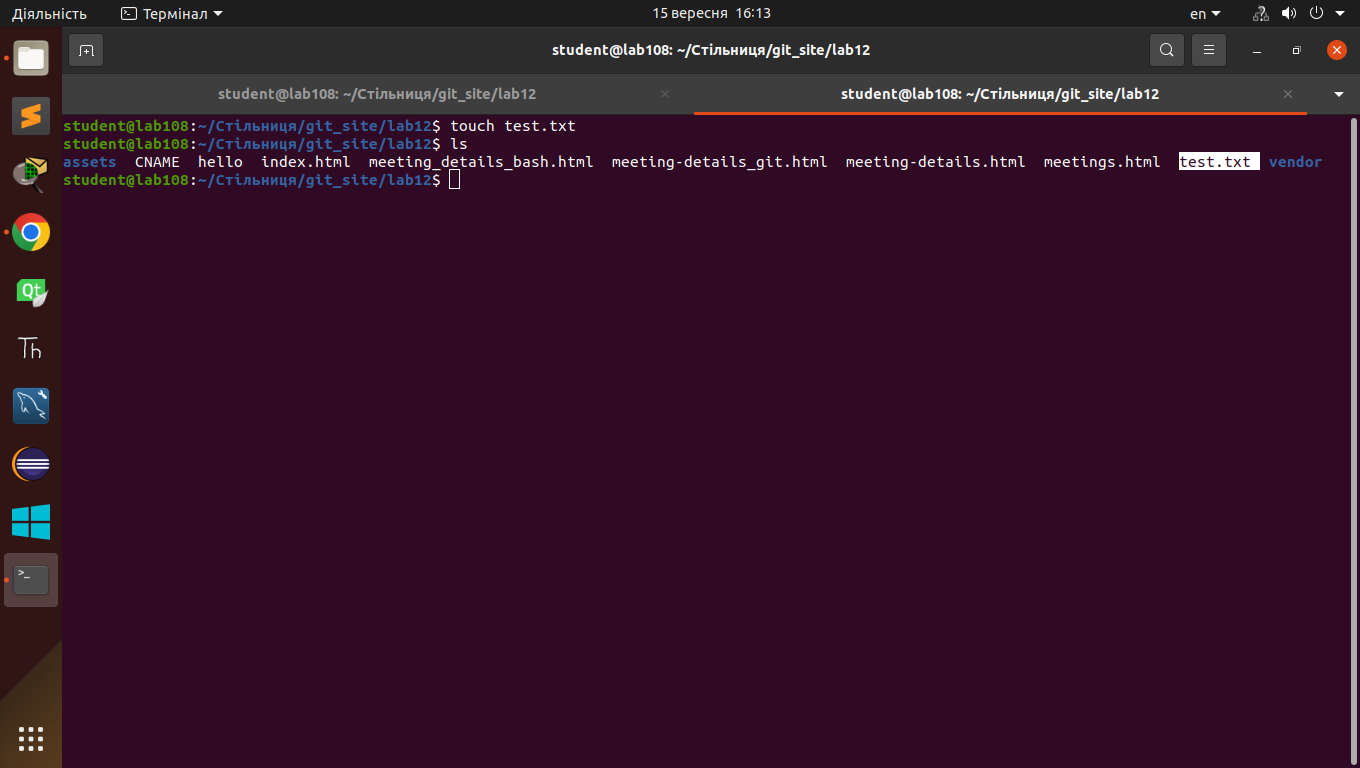 Діяльність Термінал 15 вересня 16:13 en
student@lab108: ~/Стільниця/git_site/lab12
student@lab108: ~/Стільниця/git_site/lab12 student@lab108: ~/Стільниця/git_site/lab12
student@lab108:~/Стільниця/git_site/lab12$ touch test.txt
student@lab108:~/Стільниця/git_site/lab12$ ls
assets CNAME hello index.html meeting_details_bash.html meeting-details_git.html meeting-details.html meetings.html test.txt vendor
student@lab108:~/Стільниця/git_site/lab12$
Qt
Th
>_